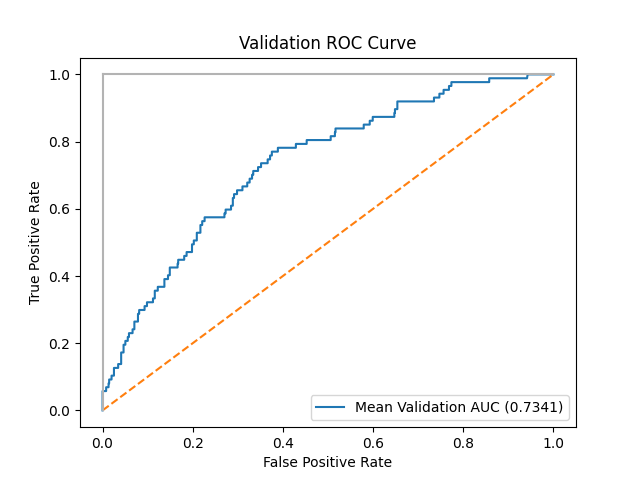 Validation ROC Curve
True Positive Rate
1.0
0.8
0.6
0.4
0.2
0.0
Mean Validation AUC (0.7341)
0.0 0.2 0.4 0.6 0.8 1.0
False Positive Rate